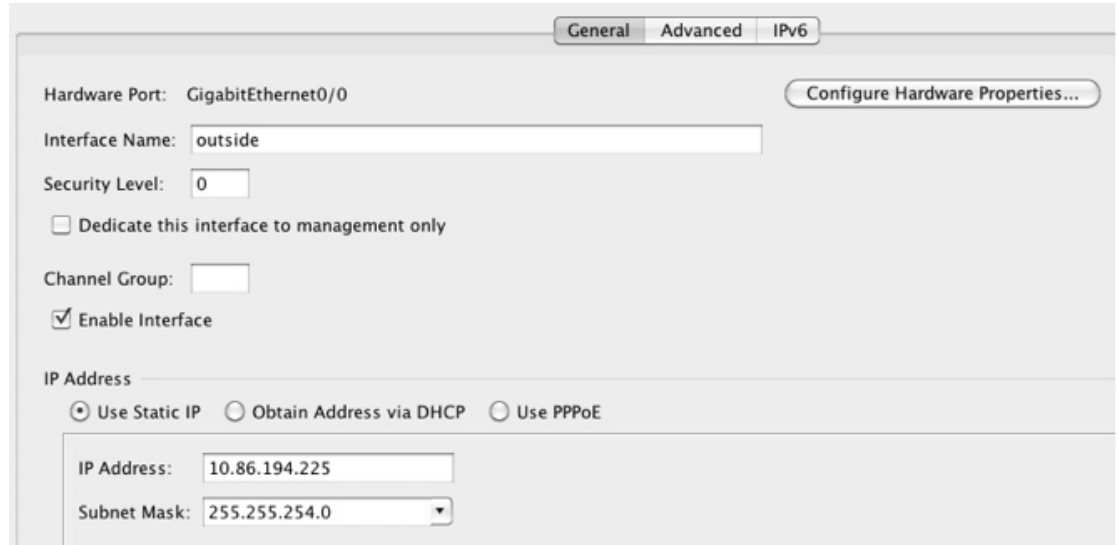 General Advanced IPv6
Hardware Port: GigabitEthernet0/0 Configure Hardware Properties...
Interface Name: outside
Security Level: 0
Dedicate this interface to management only
Channel Group:
Enable Interface
IP Address
Use Static IP Obtain Address via DHCP Use PPPoE
IP Address: 10.86.194.225
Subnet Mask: 255.255.254.0